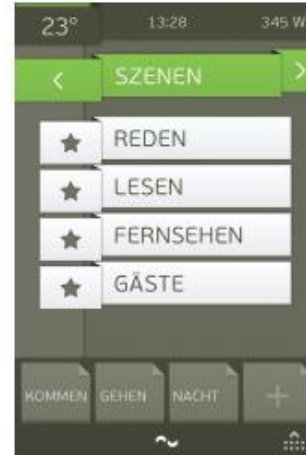 23° 13:28 345 W
SZENEN
REDEN
LESEN
FERNSEHEN
GÄSTE
KOMMEN GEHEN NACHT